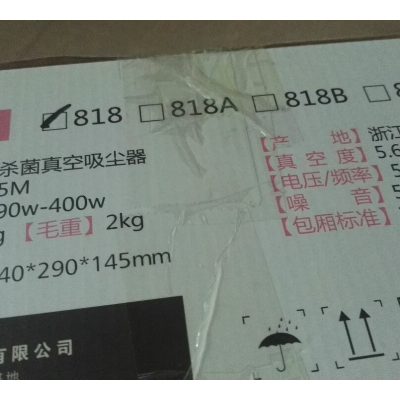 818 818A 818B
杀菌真空吸尘器
5M
90w-400w
【毛重】2kg
40*290*145mm
【产 地】浙江
【真 空 度】5.6
【电压/频率】
【噪 音】
【包厢标准】
有限公司